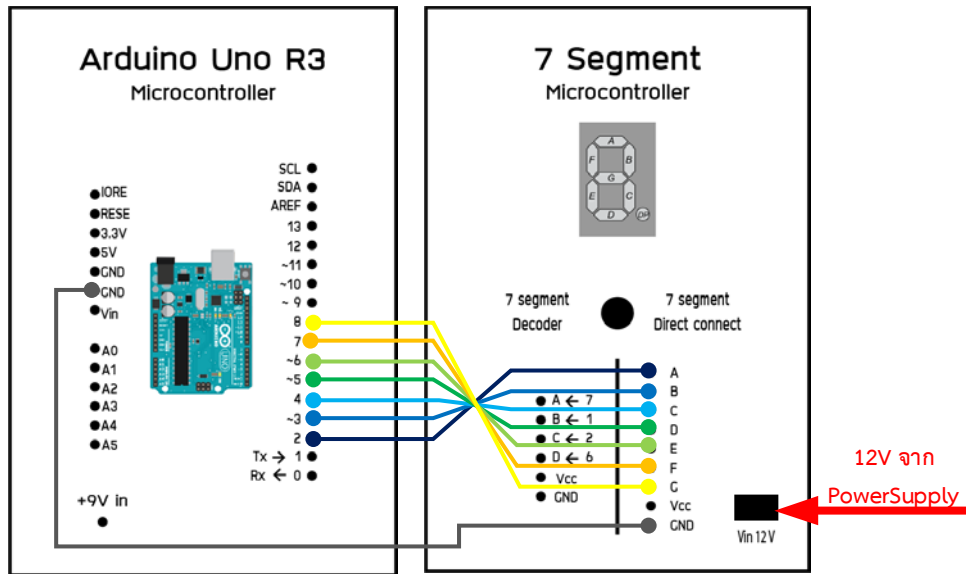 Arduino Uno R3
Microcontroller
SCL
SDA
AREF
13
12
~11
~10
~ 9
8
7
~6
~5
4
~3
2
Tx → 1
Rx ← 0
IORE
RESE
3.3V
5V
GND
GND
Vin
A0
A1
A2
A3
A4
A5
+9V in
7 Segment
Microcontroller
A
F
B
G
E
C
D
DP
7 segment
Decoder
7 segment
Direct connect
A ← 7
B ← 1
C ← 2
D ← 6
Vcc
GND
A
B
C
D
E
F
G
Vcc
GND
Vin 12V
12V จาก
PowerSupply